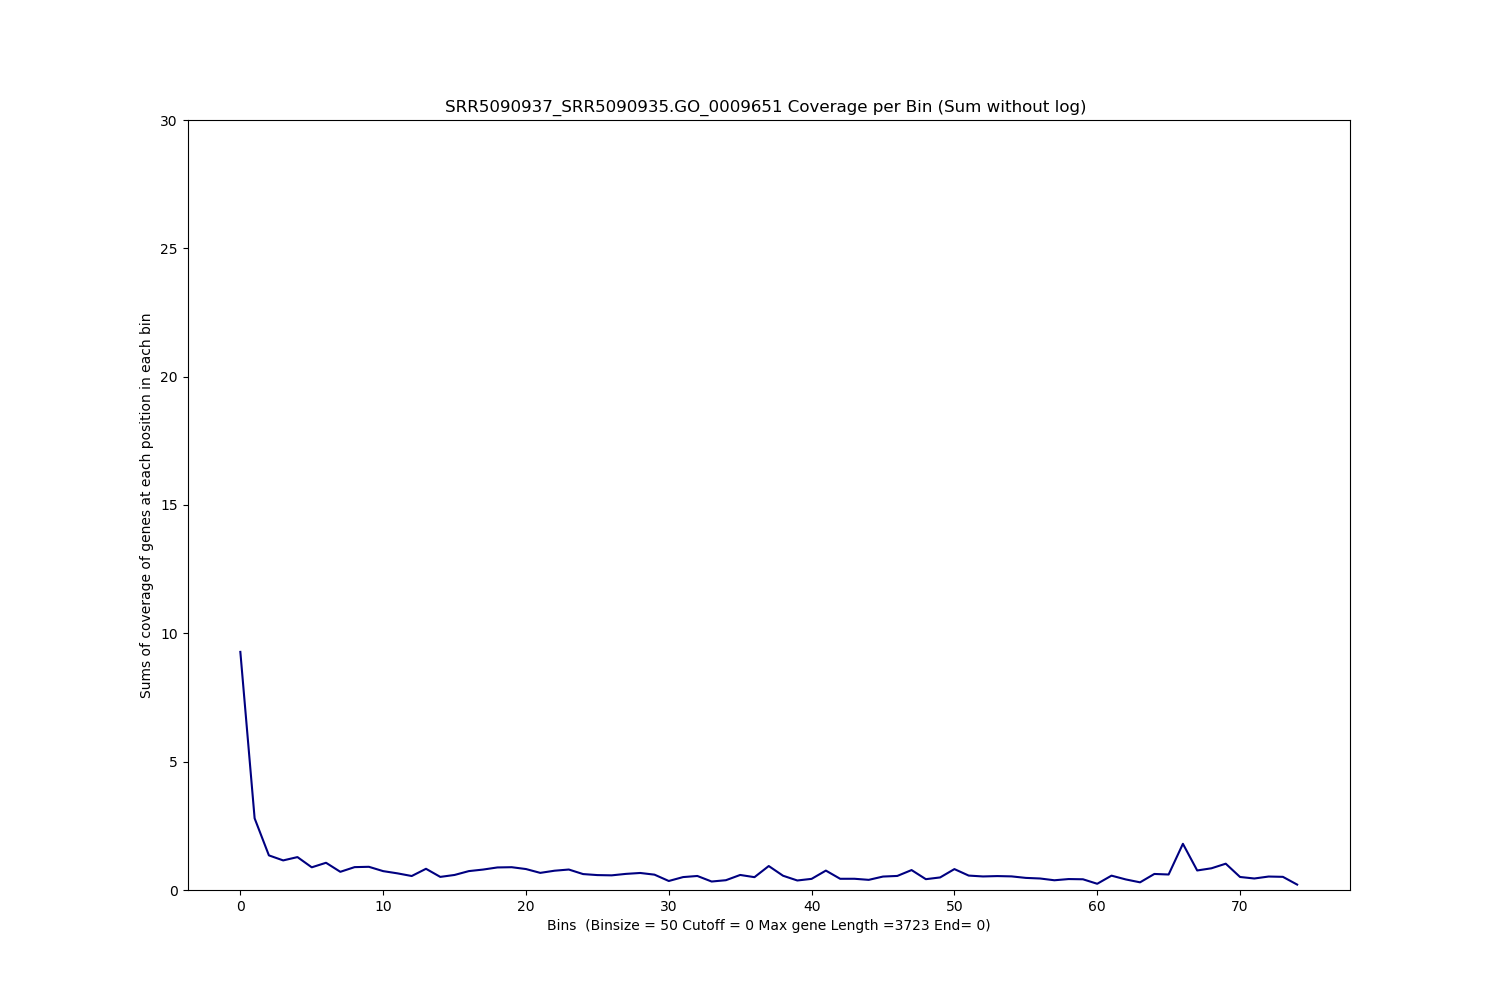 SRR5090937_SRR5090935.GO_0009651 Coverage per Bin (Sum without log)
30
25
20
15
10
5
0
Sums of coverage of genes at each position in each bin
0 10 20 30 40 50 60 70
Bins  (Binsize = 50 Cutoff = 0 Max gene Length =3723 End= 0)